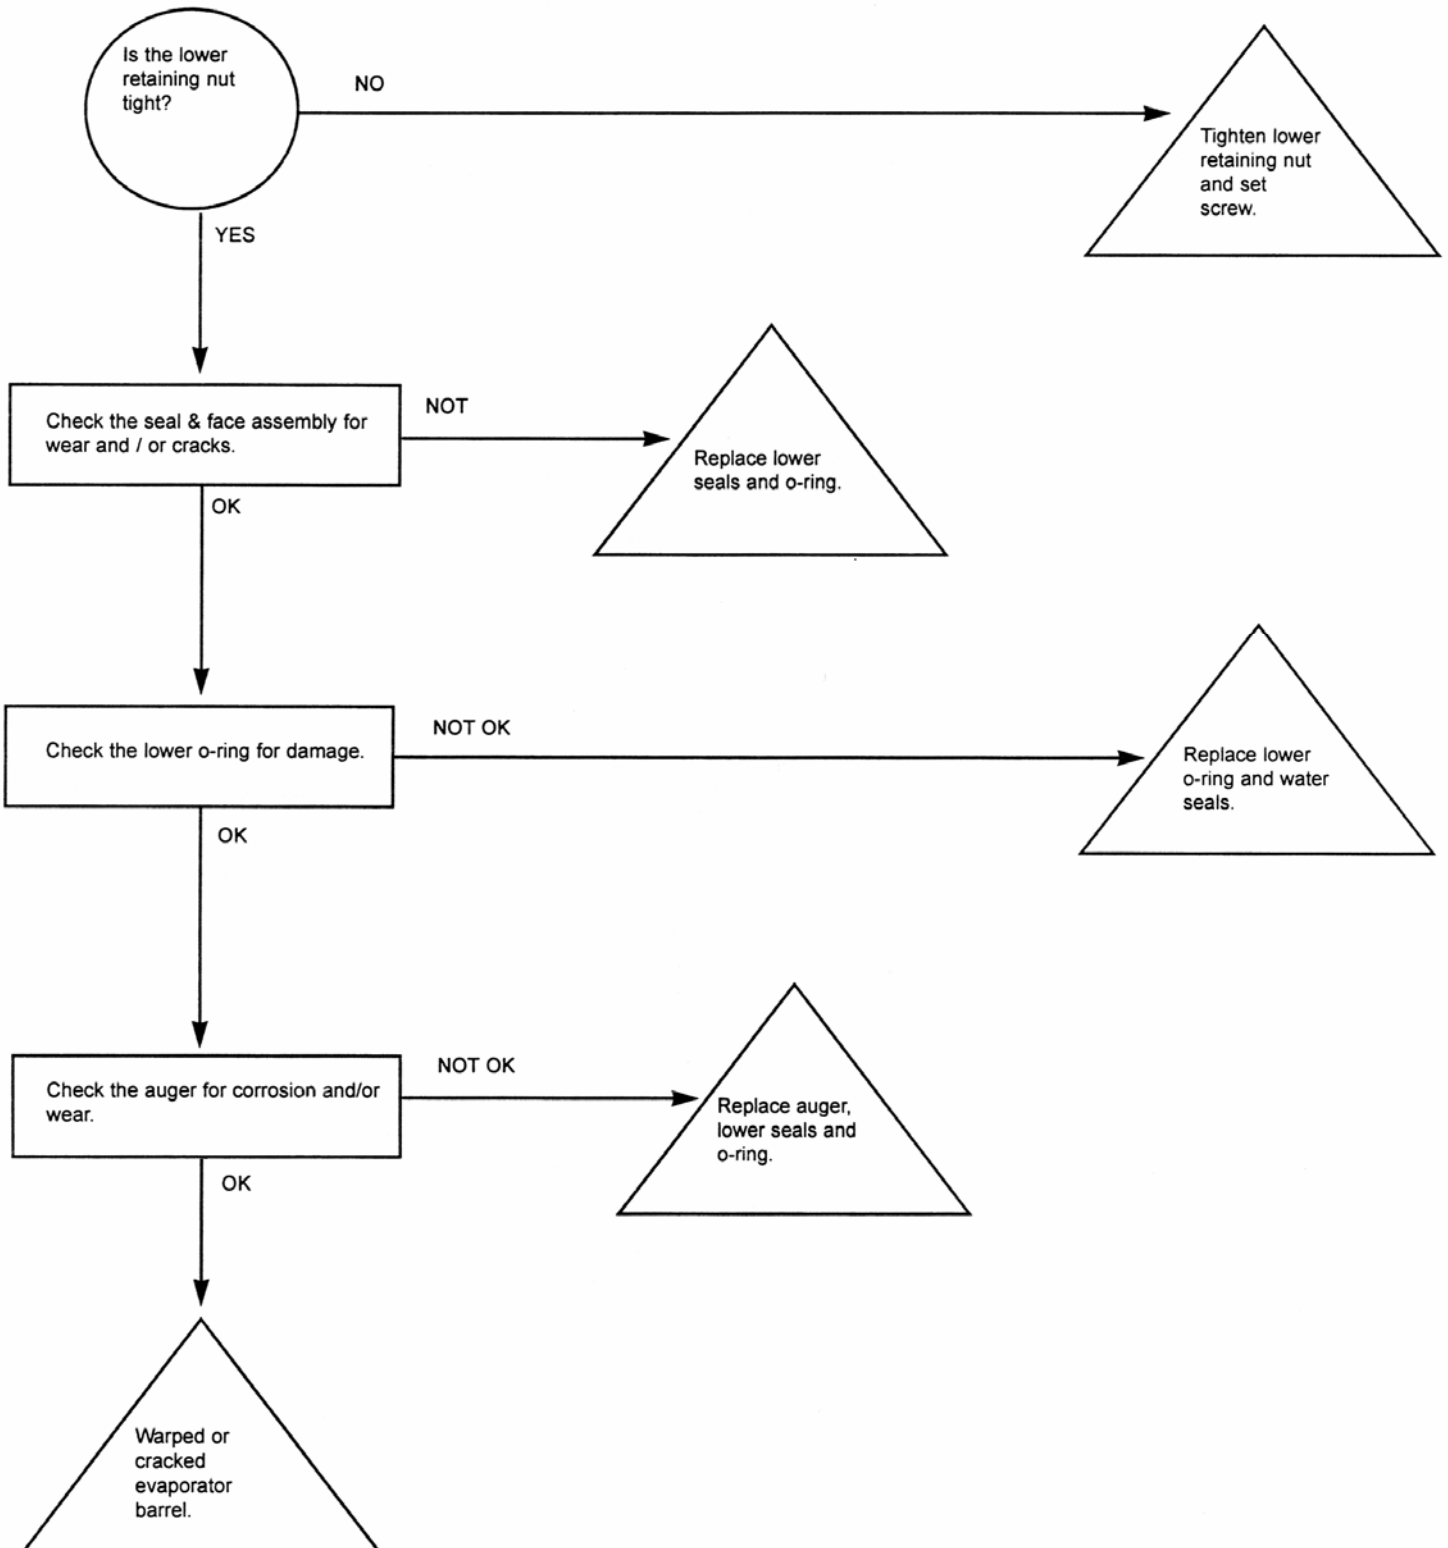 Is the lower
retaining nut
tight?
NO
Tighten lower
retaining nut
and set
screw.
YES
Check the seal & face assembly for
wear and / or cracks.
NOT
Replace lower
seals and o-ring.
OK
Check the lower o-ring for damage.
NOT OK
Replace lower
o-ring and water
seals.
OK
Check the auger for corrosion and/or
wear.
NOT OK
Replace auger,
lower seals and
o-ring.
OK
Warped or
cracked
evaporator
barrel.